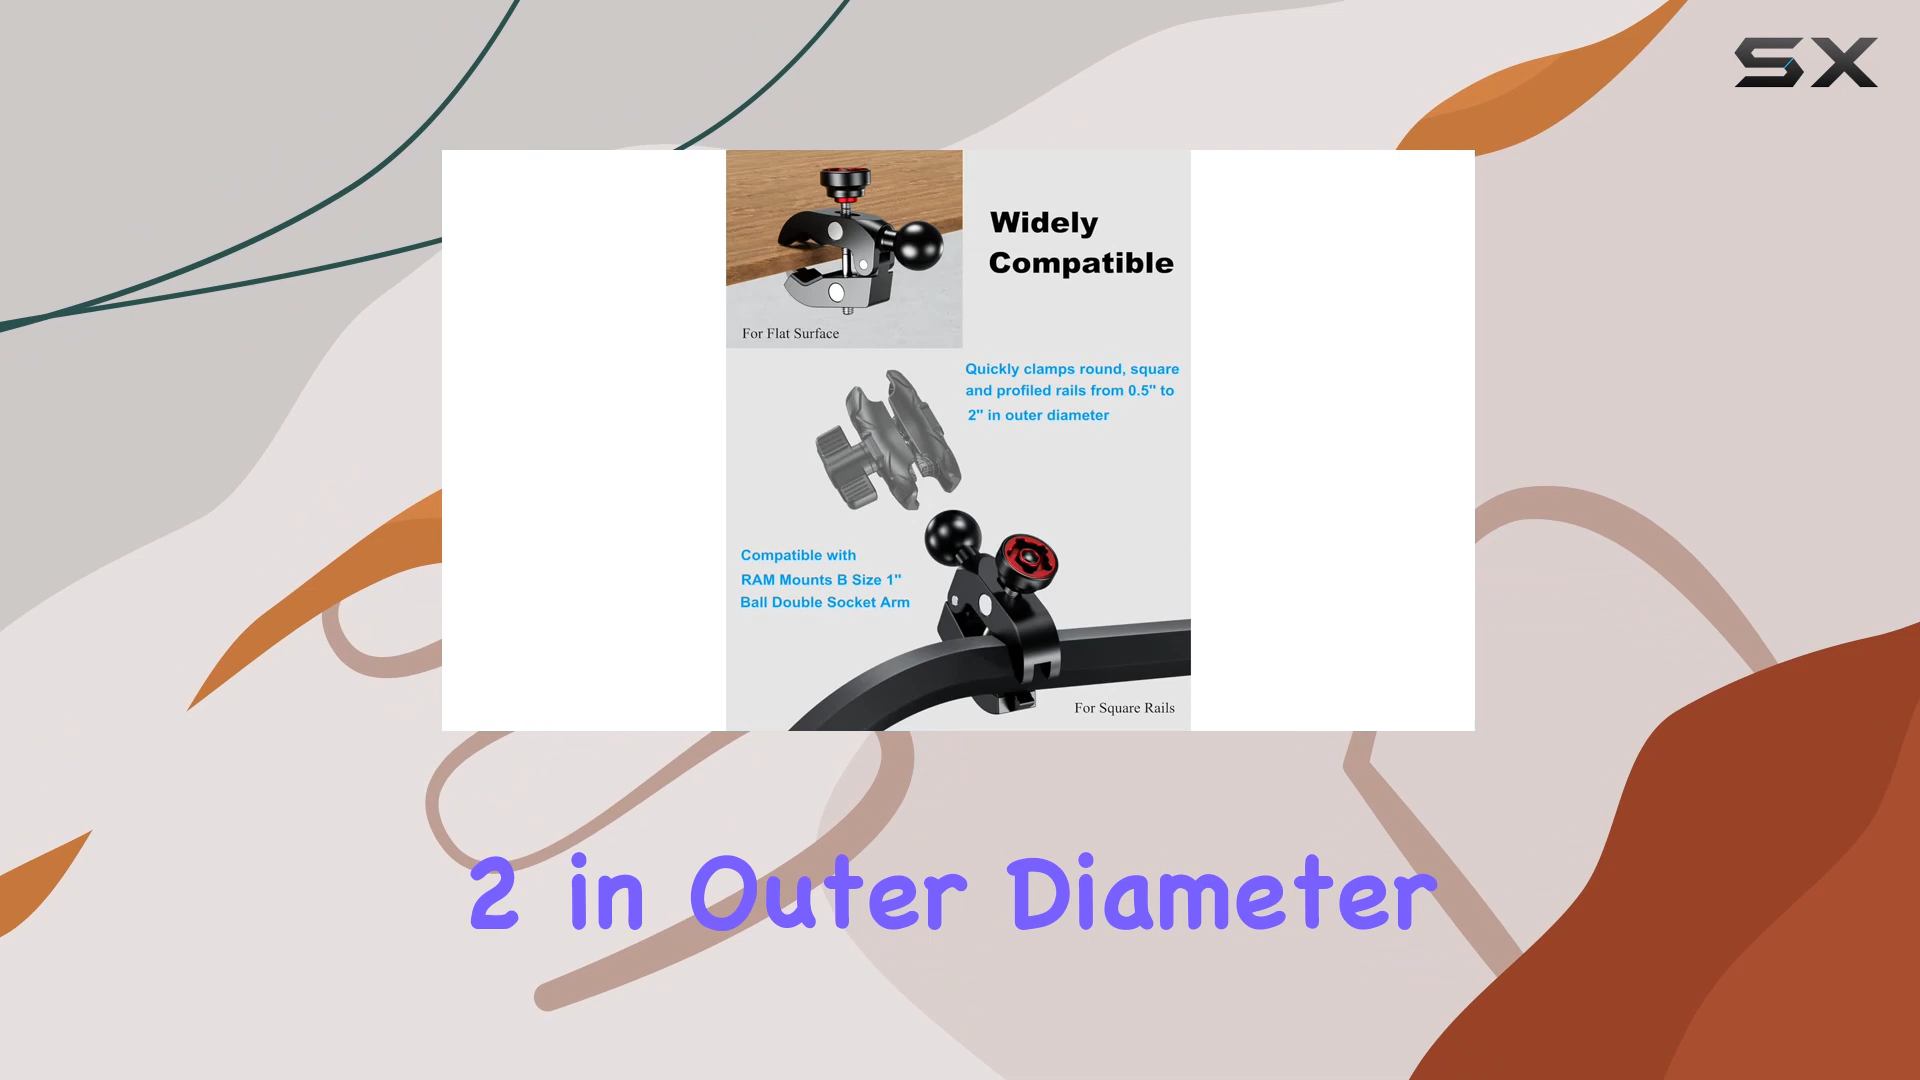 SX
Widely
Compatible
For Flat Surface
Quickly clamps round, square
and profiled rails from 0.5" to
2" in outer diameter
Compatible with
RAM Mounts B Size 1"
Ball Double Socket Arm
For Square Rails
2 in Outer Diameter